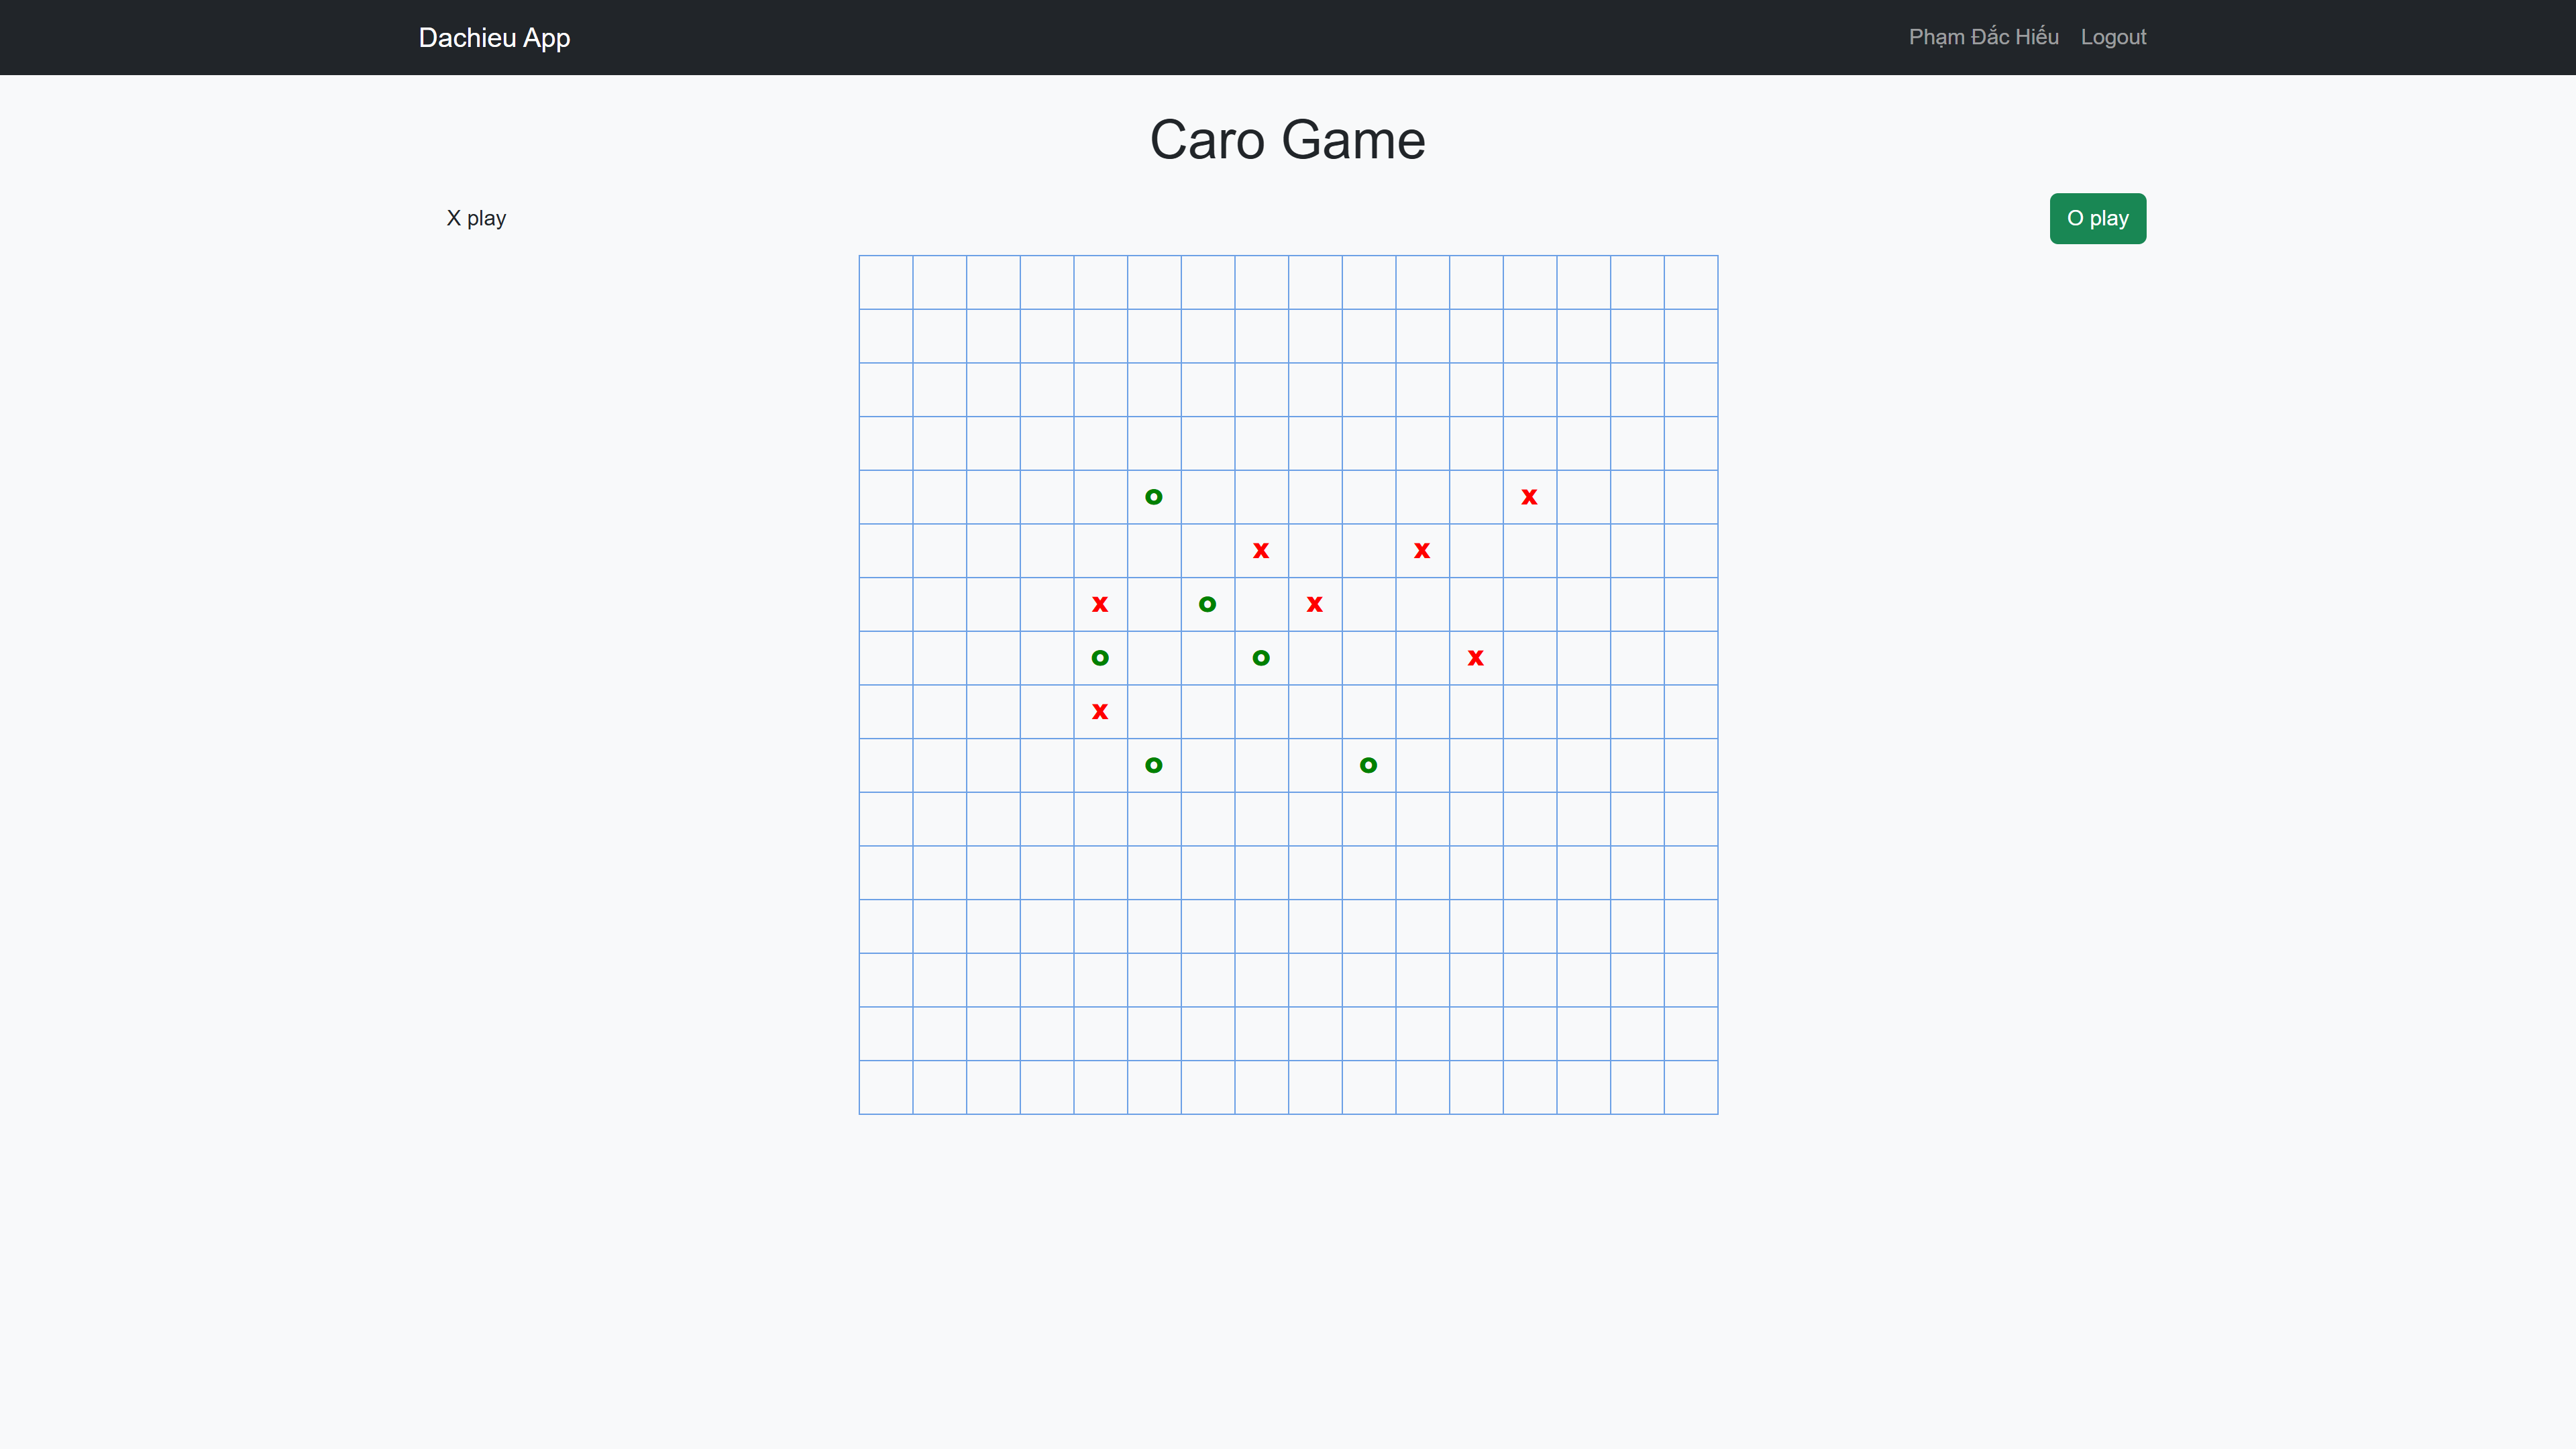 Dachieu App Phạm Đắc Hiếu Logout
Caro Game
X play O play
o x
x x
x o x
o o x
x
o o